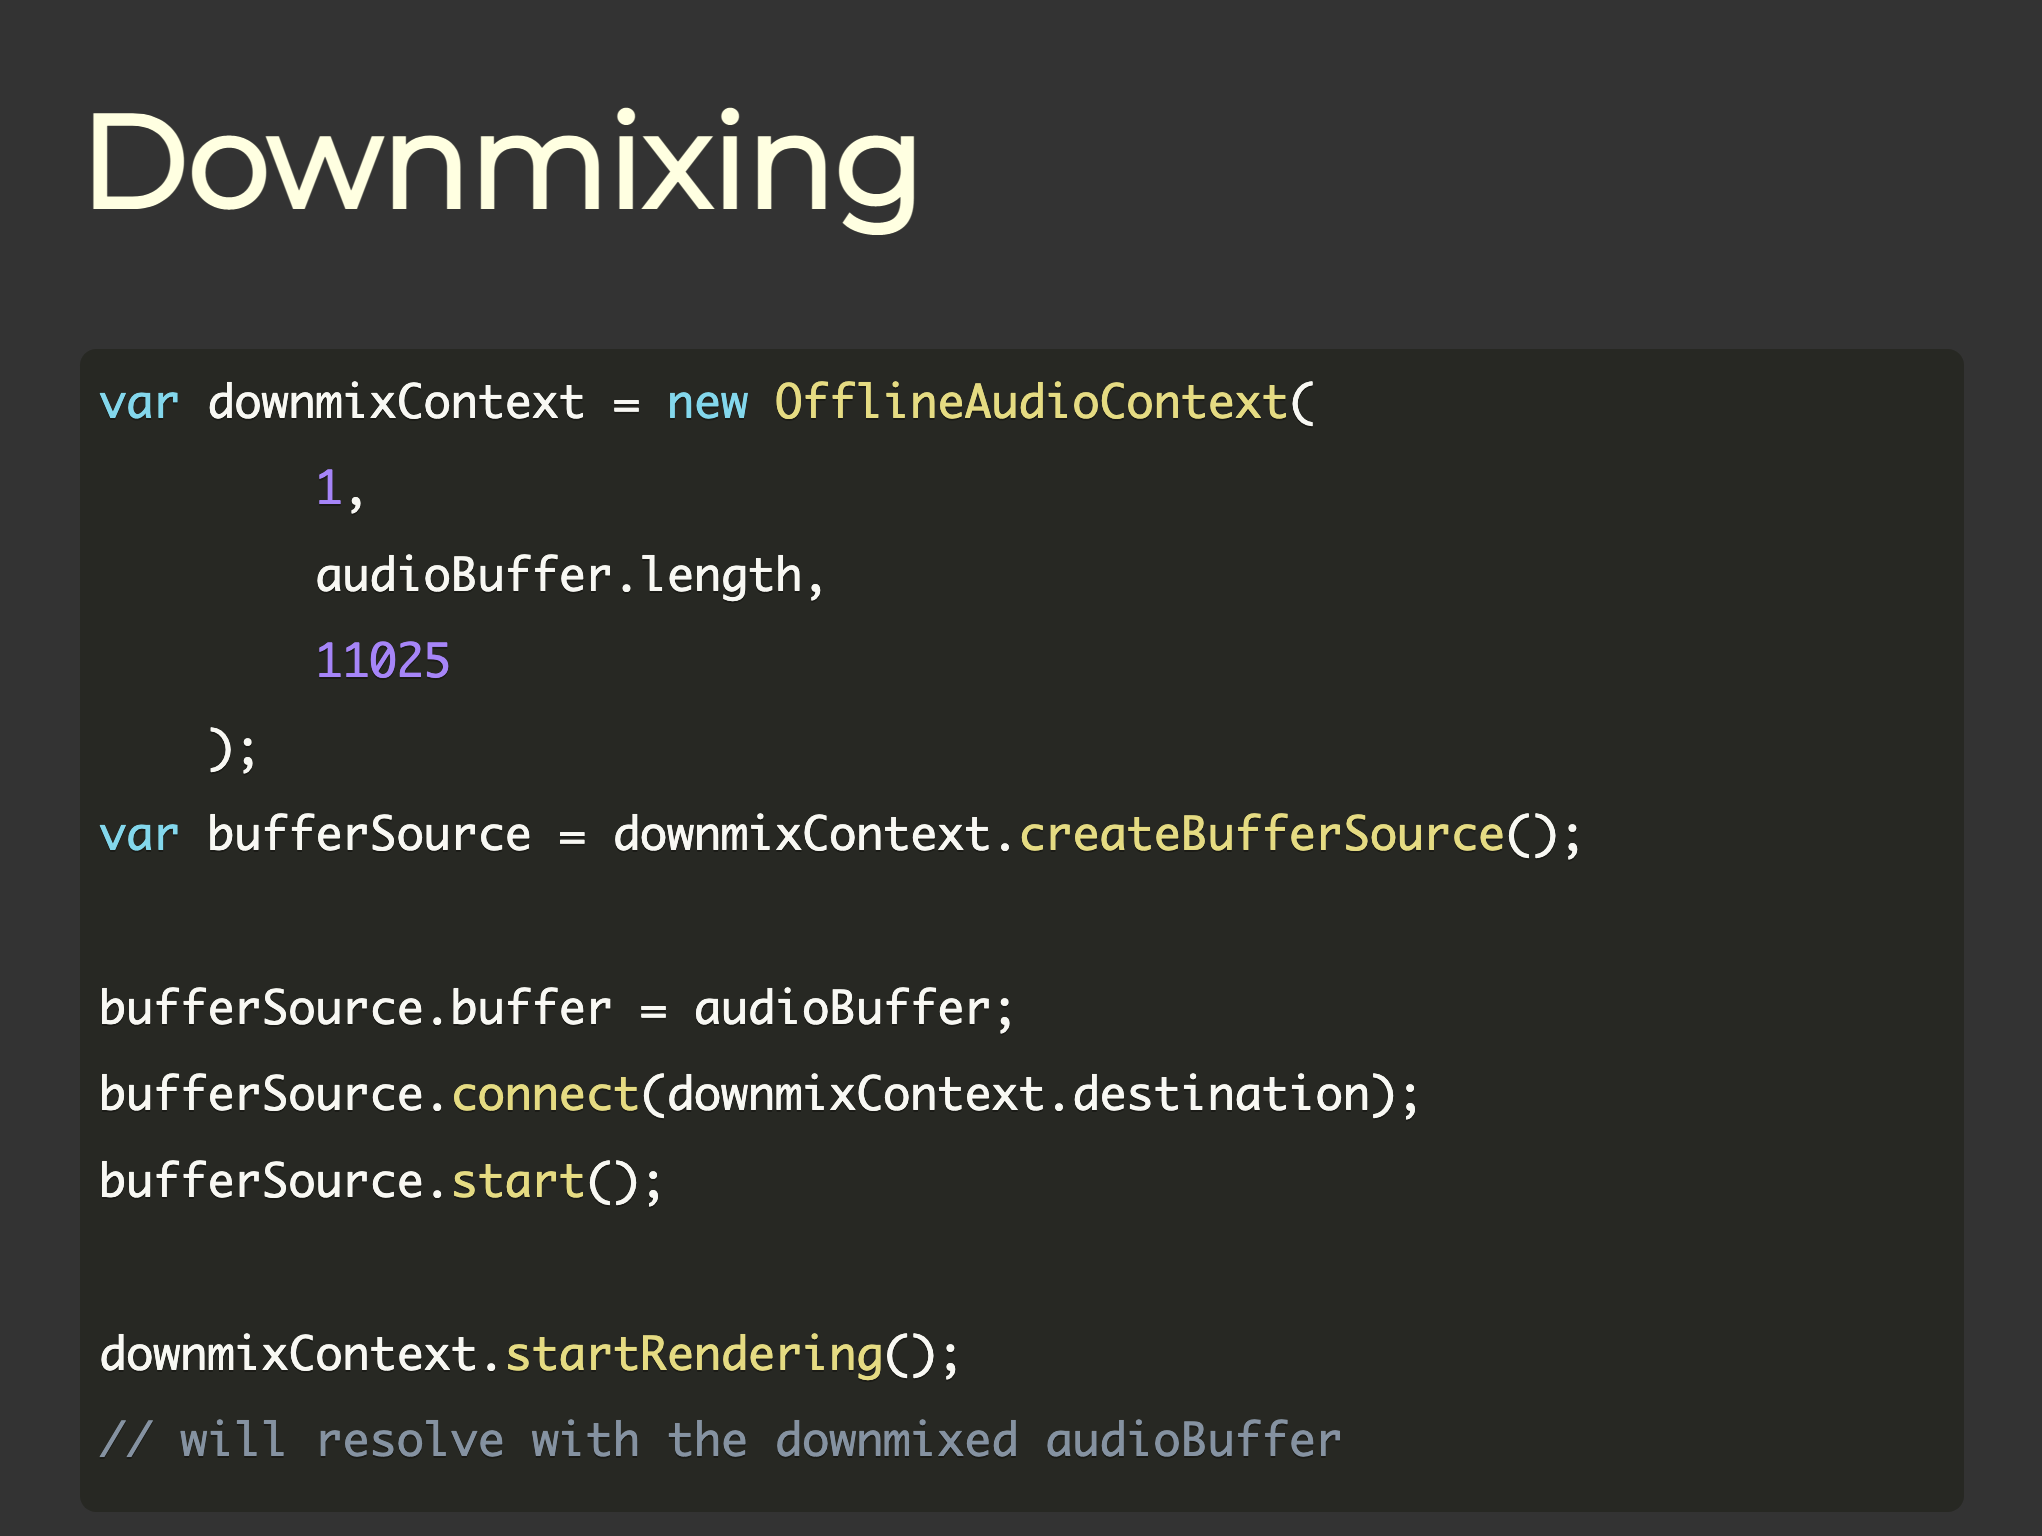 Downmixing
var downmixContext = new OfflineAudioContext(
        1,
        audioBuffer.length,
        11025
    );
var bufferSource = downmixContext.createBufferSource();

bufferSource.buffer = audioBuffer;
bufferSource.connect(downmixContext.destination);
bufferSource.start();

downmixContext.startRendering();
// will resolve with the downmixed audioBuffer